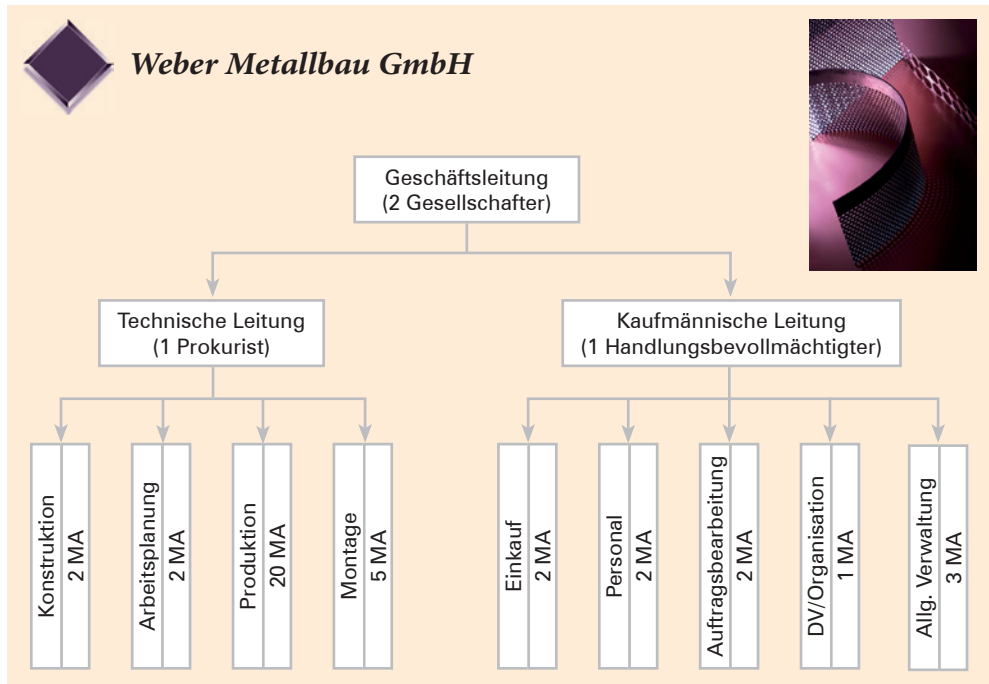 Weber Metallbau GmbH
Geschäftsleitung
(2 Gesellschafter)
Technische Leitung
(1 Prokurist)
Kaufmännische Leitung
(1 Handlungsbevollmächtigter)
Konstruktion
2 MA
Arbeitsplanung
2 MA
Produktion
20 MA
Montage
5 MA
Einkauf
2 MA
Personal
2 MA
Auftragsbearbeitung
2 MA
DV/Organisation
1 MA
Allg. Verwaltung
3 MA